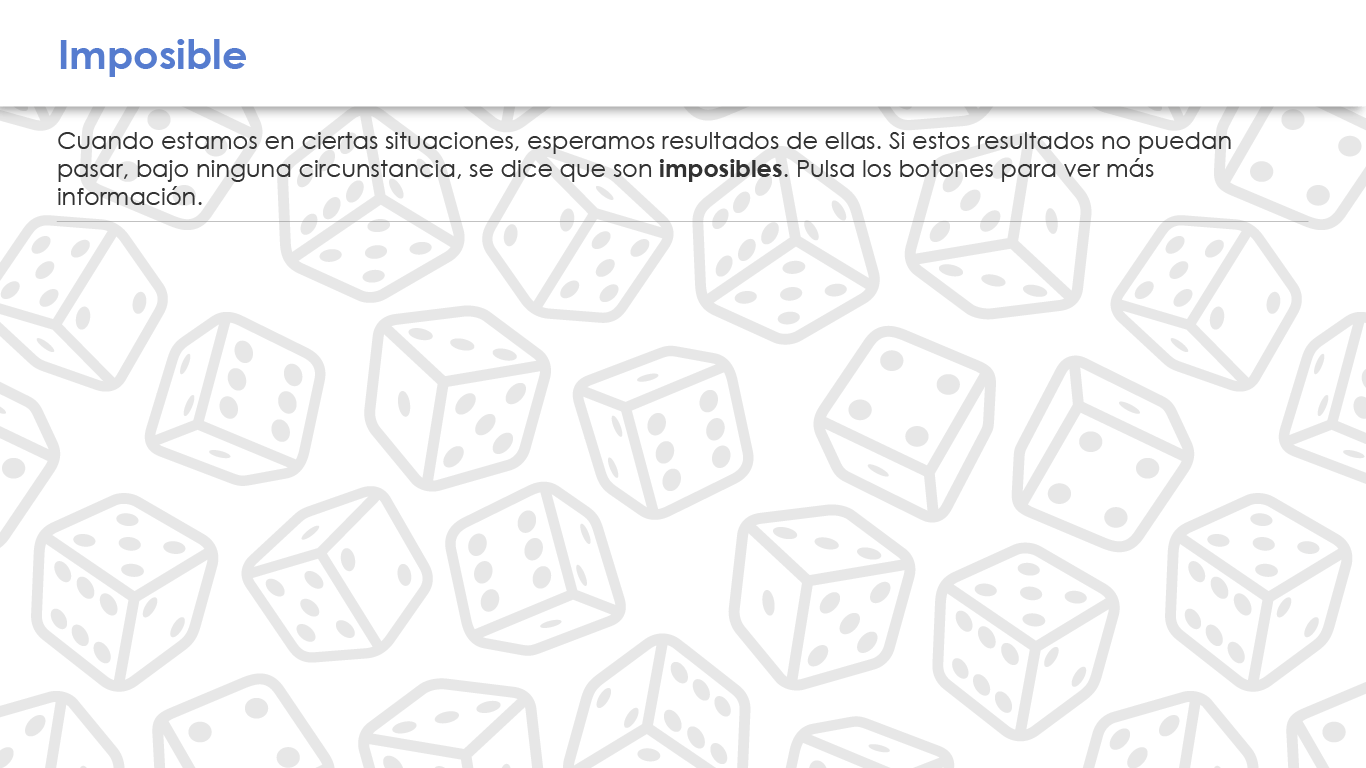 Imposible
Cuando estamos en ciertas situaciones, esperamos resultados de ellas. Si estos resultados no puedan
pasar, bajo ninguna circunstancia, se dice que son imposibles. Pulsa los botones para ver más
información.